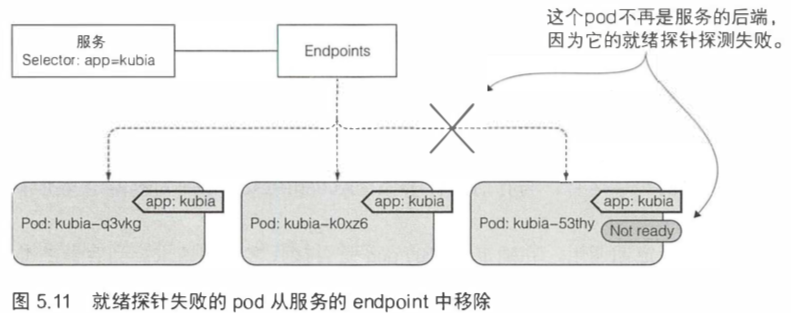 服务
Selector: app=kubia
Endpoints
这个pod不再是服务的后端，
因为它的就绪探针探测失败。
app: kubia
Pod: kubia-q3vkg
app: kubia
Pod: kubia-k0xz6
app: kubia
Pod: kubia-53thy
Not ready
图 5.11 就绪探针失败的 pod 从服务的 endpoint 中移除